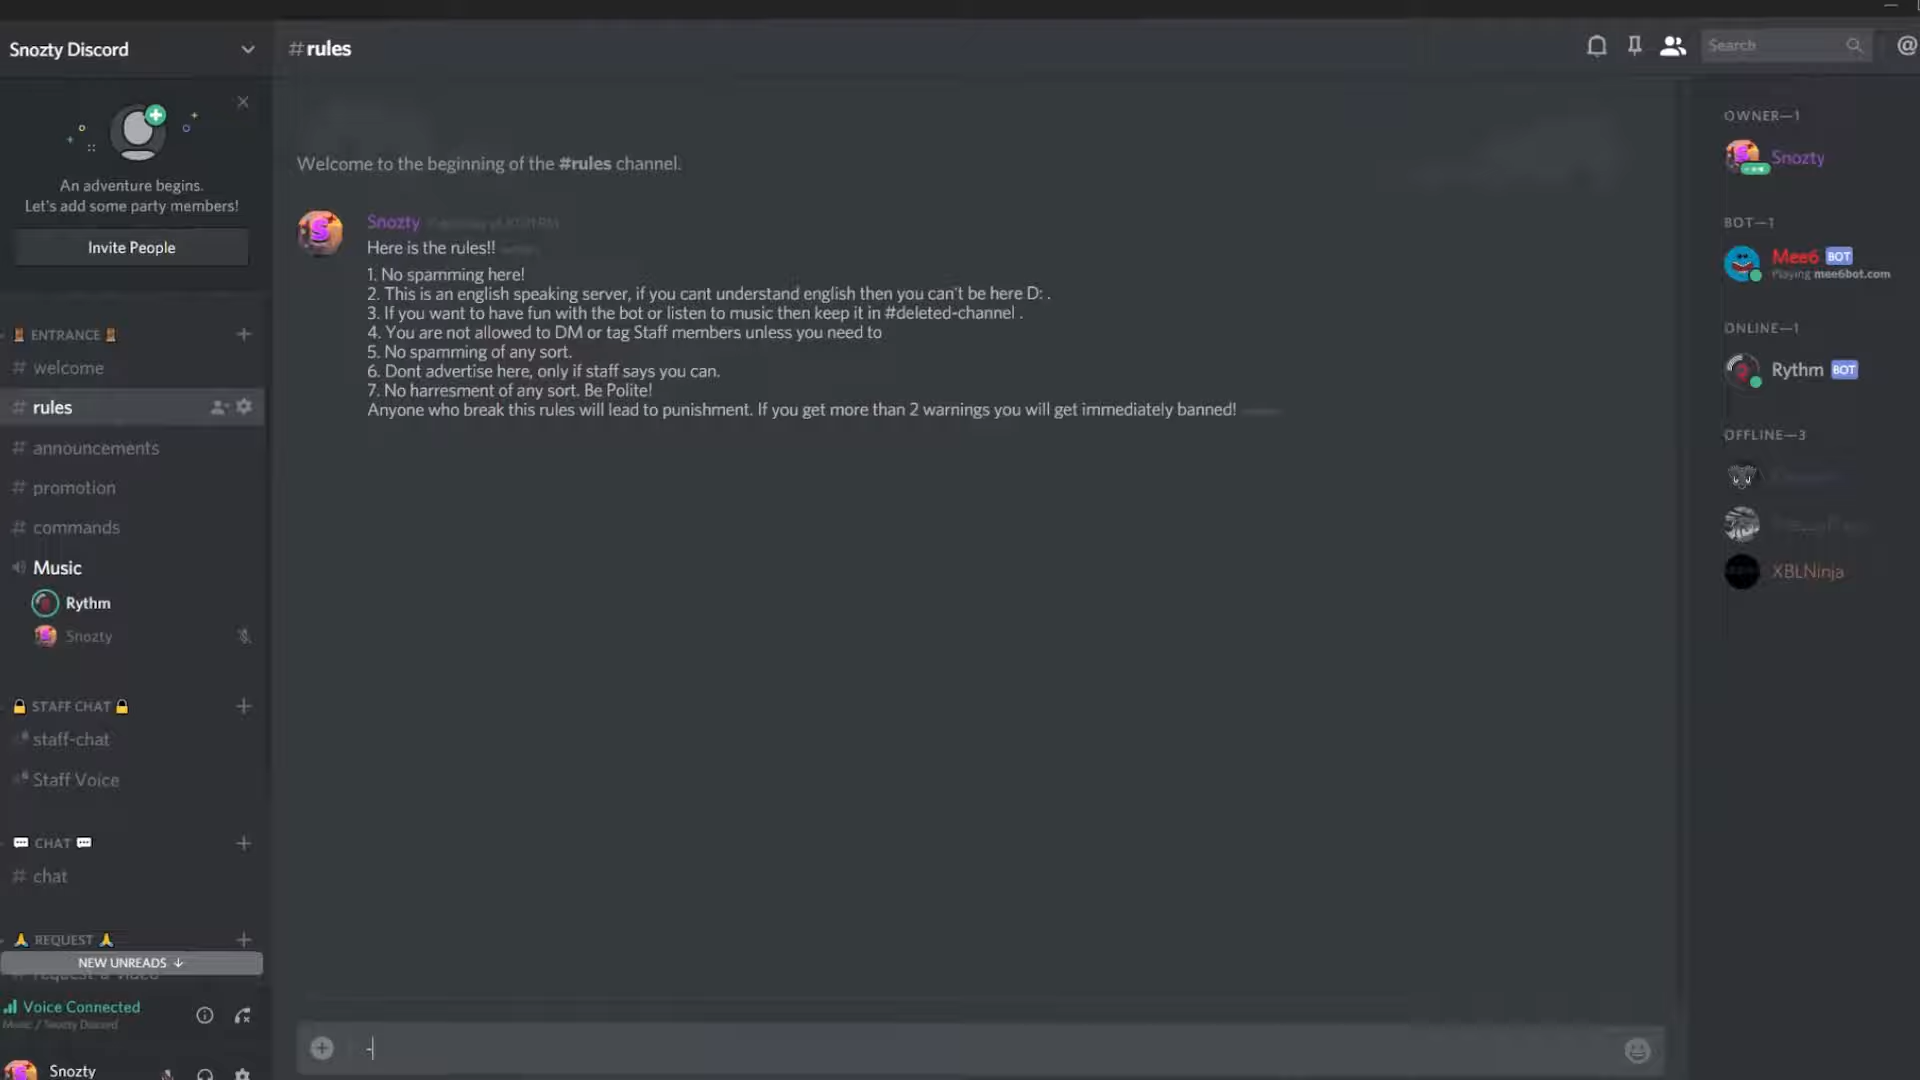 Snozty Discord
#rules
Search
An adventure begins.
Let's add some party members!
Invite People
ENTRANCE
# welcome
# rules
# announcements
# promotion
# commands
Music
Rythm
Snozty
STAFF CHAT
staff-chat
Staff Voice
CHAT
# chat
REQUEST
NEW UNREADS ↓
# request-a-video
Voice Connected
Music / Snozty Discord
Snozty
Welcome to the beginning of the #rules channel.
Snozty
Here is the rules!!
1. No spamming here!
2. This is an english speaking server, if you cant understand english then you can't be here D: .
3. If you want to have fun with the bot or listen to music then keep it in #deleted-channel .
4. You are not allowed to DM or tag Staff members unless you need to
5. No spamming of any sort.
6. Dont advertise here, only if staff says you can.
7. No harresment of any sort. Be Polite!
Anyone who break this rules will lead to punishment. If you get more than 2 warnings you will get immediately banned!
-
OWNER—1
Snozty
BOT—1
Mee6 BOT
Playing mee6bot.com
ONLINE—1
Rythm BOT
OFFLINE—3
XBLNinja